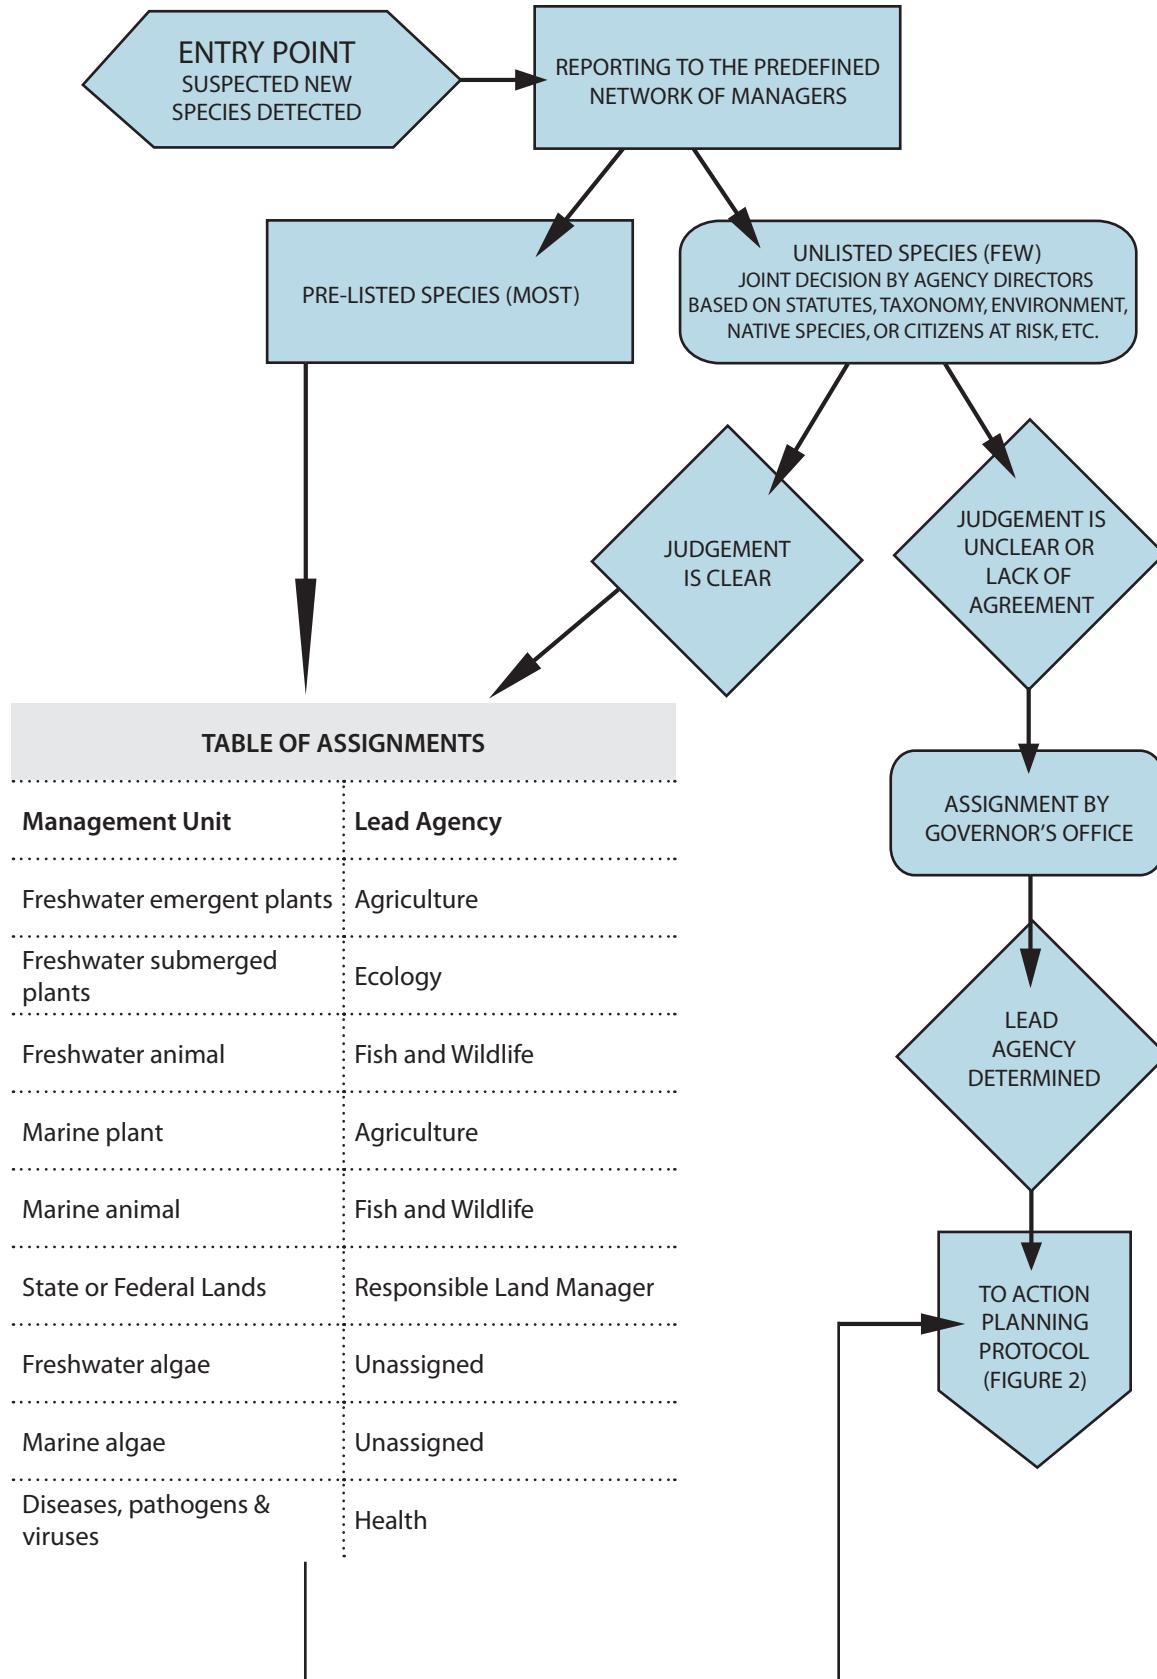 ENTRY POINT
SUSPECTED NEW
SPECIES DETECTED
REPORTING TO THE PREDEFINED
NETWORK OF MANAGERS
PRE-LISTED SPECIES (MOST)
UNLISTED SPECIES (FEW)
JOINT DECISION BY AGENCY DIRECTORS
BASED ON STATUTES, TAXONOMY, ENVIRONMENT,
NATIVE SPECIES, OR CITIZENS AT RISK, ETC.
JUDGEMENT
IS CLEAR
JUDGEMENT IS
UNCLEAR OR
LACK OF
AGREEMENT
TABLE OF ASSIGNMENTS
Management Unit Lead Agency
Freshwater emergent plants Agriculture
Freshwater submerged
plants
Ecology
Freshwater animal Fish and Wildlife
Marine plant Agriculture
Marine animal Fish and Wildlife
State or Federal Lands Responsible Land Manager
Freshwater algae Unassigned
Marine algae Unassigned
Diseases, pathogens &
viruses
Health
ASSIGNMENT BY
GOVERNOR'S OFFICE
LEAD
AGENCY
DETERMINED
TO ACTION
PLANNING
PROTOCOL
(FIGURE 2)